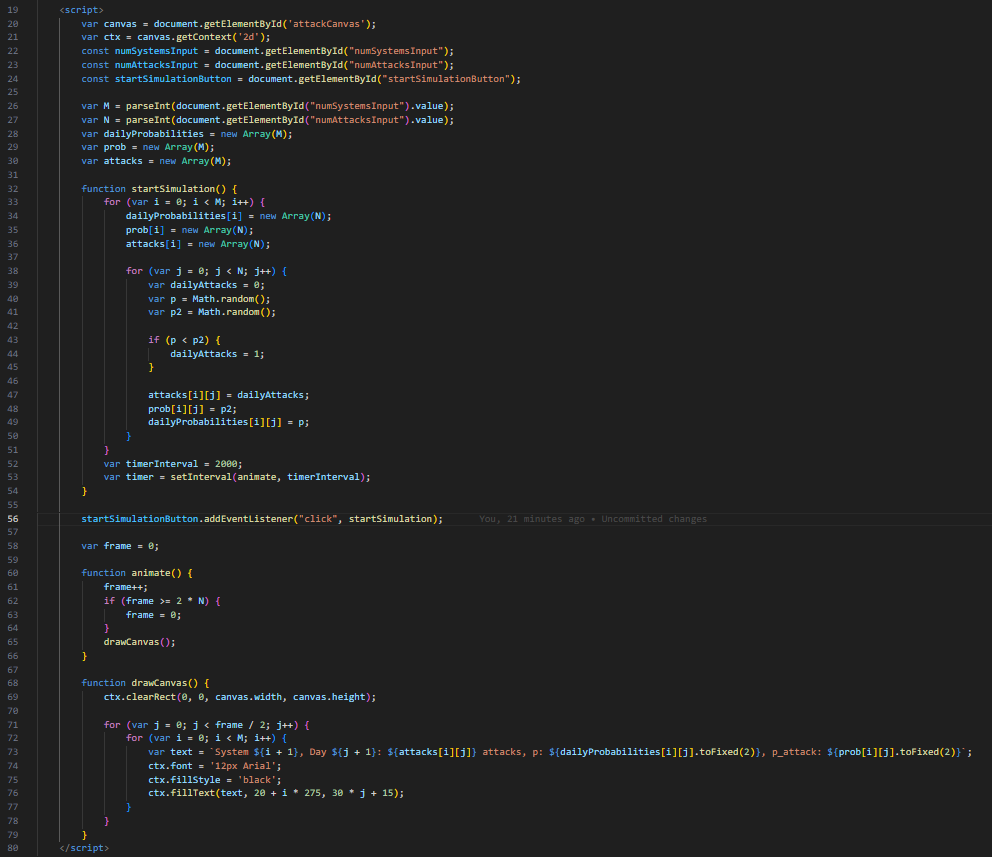 19 <script>
20 var canvas = document.getElementById('attackCanvas');
21 var ctx = canvas.getContext('2d');
22 const numSystemsInput = document.getElementById("numSystemsInput");
23 const numAttacksInput = document.getElementById("numAttacksInput");
24 const startSimulationButton = document.getElementById("startSimulationButton");
25
26 var M = parseInt(document.getElementById("numSystemsInput").value);
27 var N = parseInt(document.getElementById("numAttacksInput").value);
28 var dailyProbabilities = new Array(M);
29 var prob = new Array(M);
30 var attacks = new Array(M);
31
32 function startSimulation() {
33 for (var i = 0; i < M; i++) {
34 dailyProbabilities[i] = new Array(N);
35 prob[i] = new Array(N);
36 attacks[i] = new Array(N);
37
38 for (var j = 0; j < N; j++) {
39 var dailyAttacks = 0;
40 var p = Math.random();
41 var p2 = Math.random();
42
43 if (p < p2) {
44 dailyAttacks = 1;
45 }
46
47 attacks[i][j] = dailyAttacks;
48 prob[i][j] = p2;
49 dailyProbabilities[i][j] = p;
50 }
51 }
52 var timerInterval = 2000;
53 var timer = setInterval(animate, timerInterval);
54 }
55
56 startSimulationButton.addEventListener("click", startSimulation); You, 21 minutes ago • Uncommitted changes
57
58 var frame = 0;
59
60 function animate() {
61 frame++;
62 if (frame >= 2 * N) {
63 frame = 0;
64 }
65 drawCanvas();
66 }
67
68 function drawCanvas() {
69 ctx.clearRect(0, 0, canvas.width, canvas.height);
70
71 for (var j = 0; j < frame / 2; j++) {
72 for (var i = 0; i < M; i++) {
73 var text = `System ${i + 1}, Day ${j + 1}: ${attacks[i][j]} attacks, p: ${dailyProbabilities[i][j].toFixed(2)}, p_attack: ${prob[i][j].toFixed(2)}`;
74 ctx.font = '12px Arial';
75 ctx.fillStyle = 'black';
76 ctx.fillText(text, 20 + i * 275, 30 * j + 15);
77 }
78 }
79 }
80 </script>